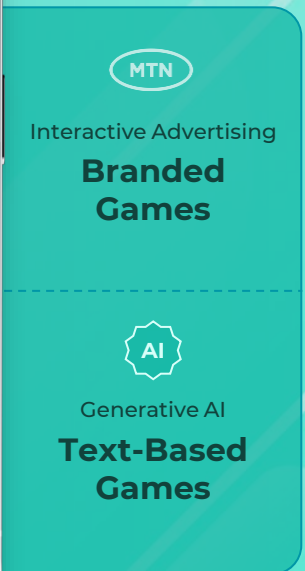 MTN
Interactive Advertising
Branded
Games
AI
Generative AI
Text-Based
Games